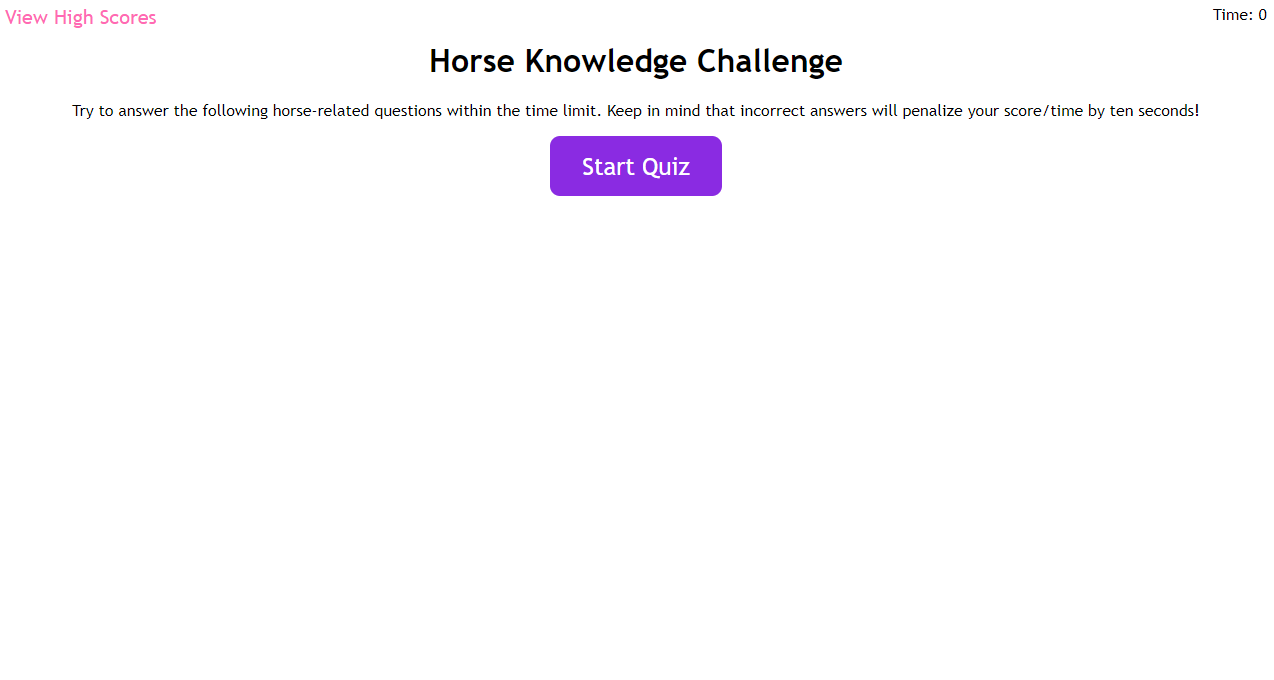 View High Scores
Time: 0
Horse Knowledge Challenge
Try to answer the following horse-related questions within the time limit. Keep in mind that incorrect answers will penalize your score/time by ten seconds!
Start Quiz